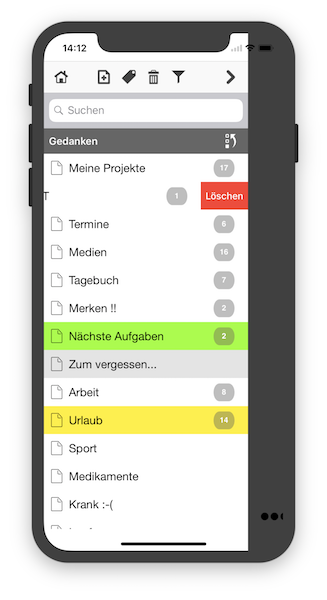 14:12
Suchen
Gedanken
Meine Projekte 17
T 1 Löschen
Termine 6
Medien 16
Tagebuch 7
Merken !! 2
Nächste Aufgaben 2
Zum vergessen...
Arbeit 8
Urlaub 14
Sport
Medikamente
Krank :-(